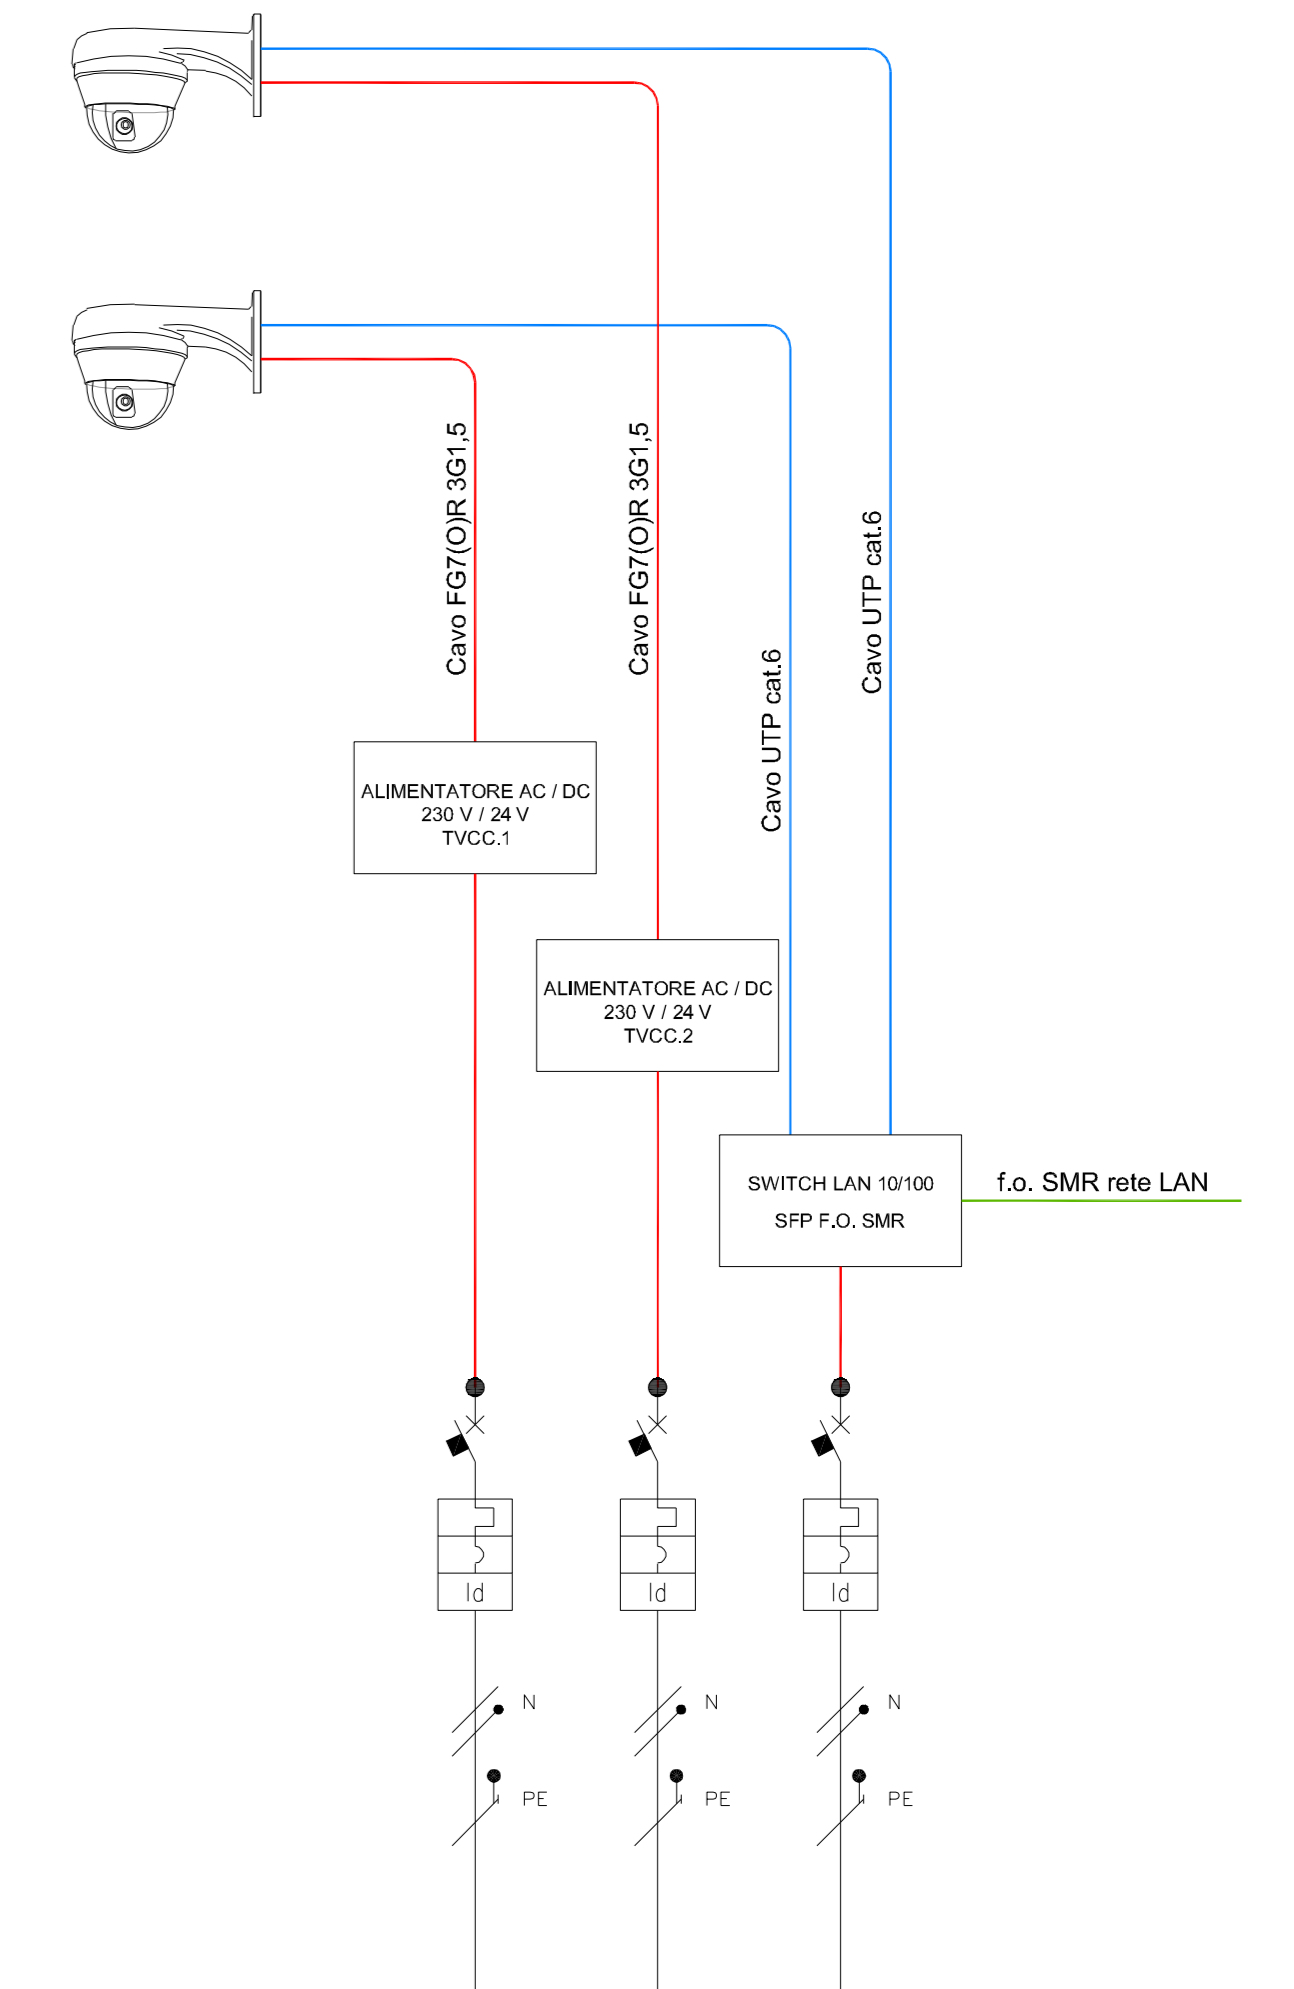 Cavo FG7(O)R 3G1,5
Cavo FG7(O)R 3G1,5
Cavo UTP cat.6
Cavo UTP cat.6
ALIMENTATORE AC / DC
230 V / 24 V
TVCC.1
ALIMENTATORE AC / DC
230 V / 24 V
TVCC.2
SWITCH LAN 10/100
SFP F.O. SMR
f.o. SMR rete LAN
Id
Id
Id
N
N
N
PE
PE
PE